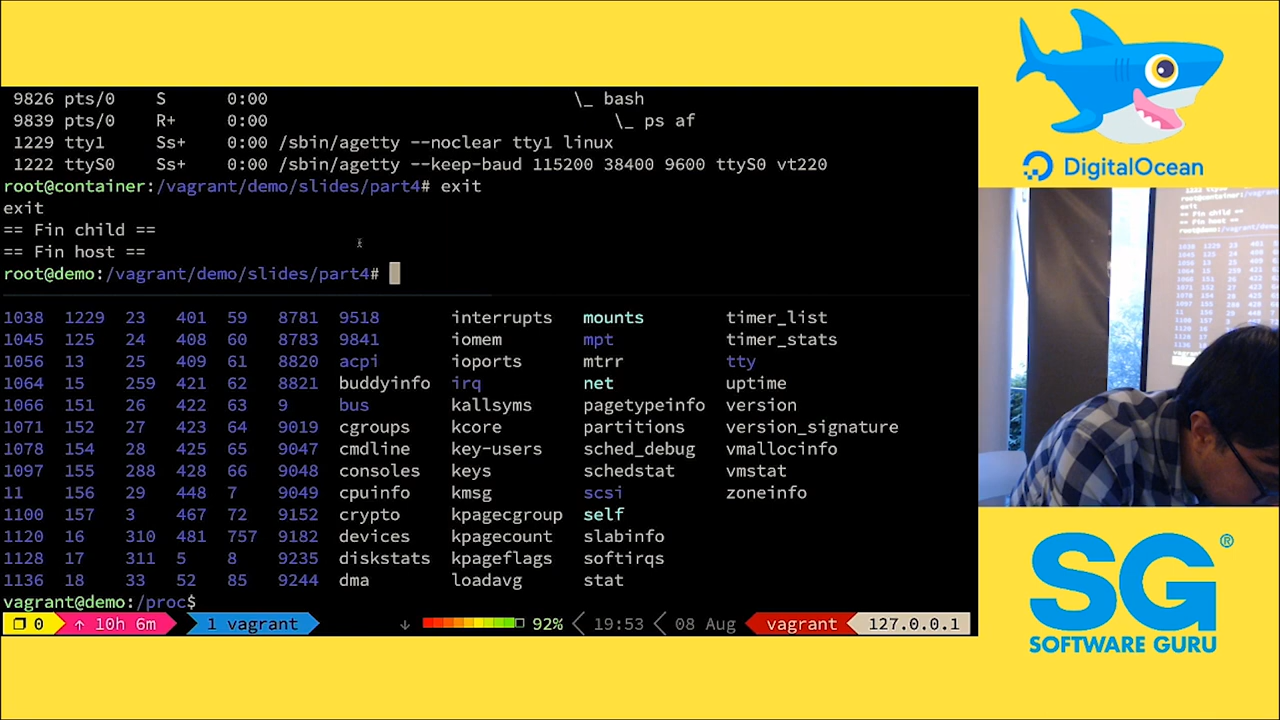 9826 pts/0 S 0:00 \_ bash
9839 pts/0 R+ 0:00 \_ ps af
1229 tty1 Ss+ 0:00 /sbin/agetty --noclear tty1 linux
1222 ttyS0 Ss+ 0:00 /sbin/agetty --keep-baud 115200 38400 9600 ttyS0 vt220
root@container:/vagrant/demo/slides/part4# exit
exit
== Fin child ==
== Fin host ==
root@demo:/vagrant/demo/slides/part4#
1038 1229 23 401 59 8781 9518 interrupts mounts timer_list
1045 125 24 408 60 8783 9841 iomem mpt timer_stats
1056 13 25 409 61 8820 acpi ioports mtrr tty
1064 15 259 421 62 8821 buddyinfo irq net uptime
1066 151 26 422 63 9 bus kallsyms pagetypeinfo version
1071 152 27 423 64 9019 cgroups kcore partitions version_signature
1078 154 28 425 65 9047 cmdline key-users sched_debug vmallocinfo
1097 155 288 428 66 9048 consoles keys schedstat vmstat
11 156 29 448 7 9049 cpuinfo kmsg scsi zoneinfo
1100 157 3 467 72 9152 crypto kpagecgroup self
1120 16 310 481 757 9182 devices kpagecount slabinfo
1128 17 311 5 8 9235 diskstats kpageflags softirqs
1136 18 33 52 85 9244 dma loadavg stat
vagrant@demo:/proc$
0 ↑ 10h 6m 1 vagrant ↓ 92% 19:53 08 Aug vagrant 127.0.0.1
DigitalOcean
exit
== Fin child ==
== Fin host ==
SG®
SOFTWARE GURU